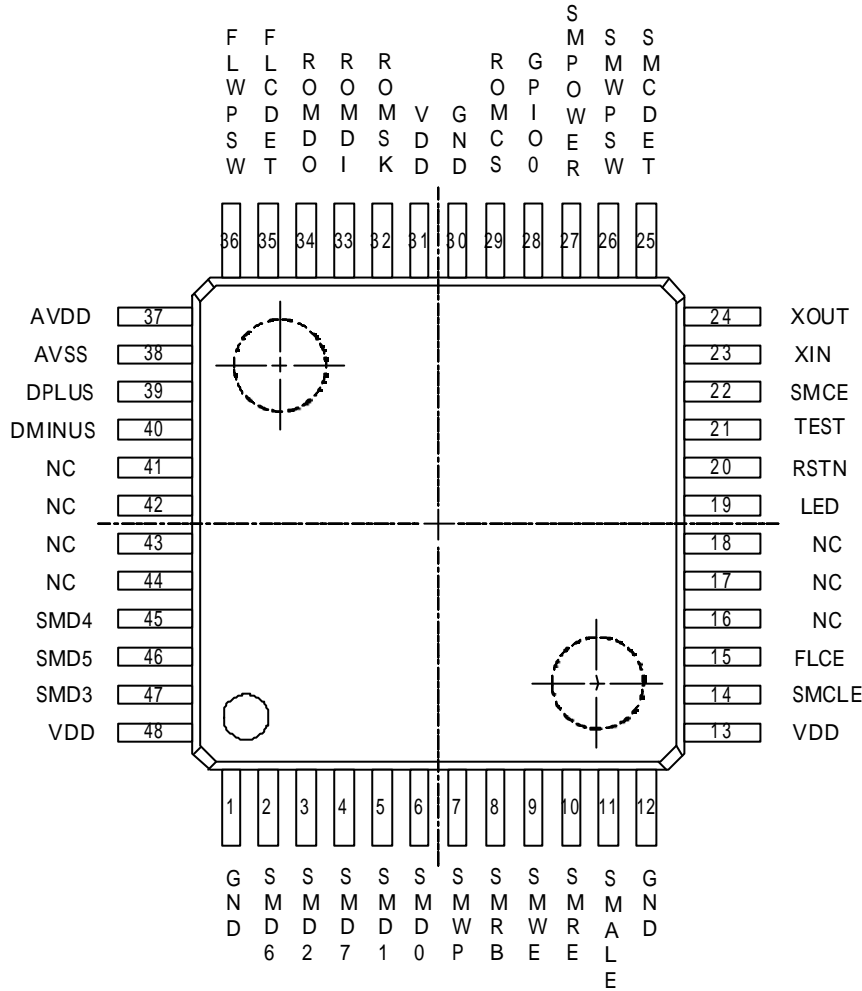 FLWPSW
FLCDET
ROMDO
ROMDI
ROMSK
VDD
GND
ROMCS
GPIO0
SMPOWER
SMWPSW
SMCDET
36 35 34 33 32 31 30 29 28 27 26 25
AVDD 37 24 XOUT
AVSS 38 23 XIN
DPLUS 39 22 SMCE
DMINUS 40 21 TEST
NC 41 20 RSTN
NC 42 19 LED
NC 43 18 NC
NC 44 17 NC
SMD4 45 16 NC
SMD5 46 15 FLCE
SMD3 47 14 SMCLE
VDD 48 13 VDD
1 2 3 4 5 6 7 8 9 10 11 12
GND
SMD6
SMD2
SMD7
SMD1
SMD0
SMWP
SMRB
SMWE
SMRE
SMALE
GND